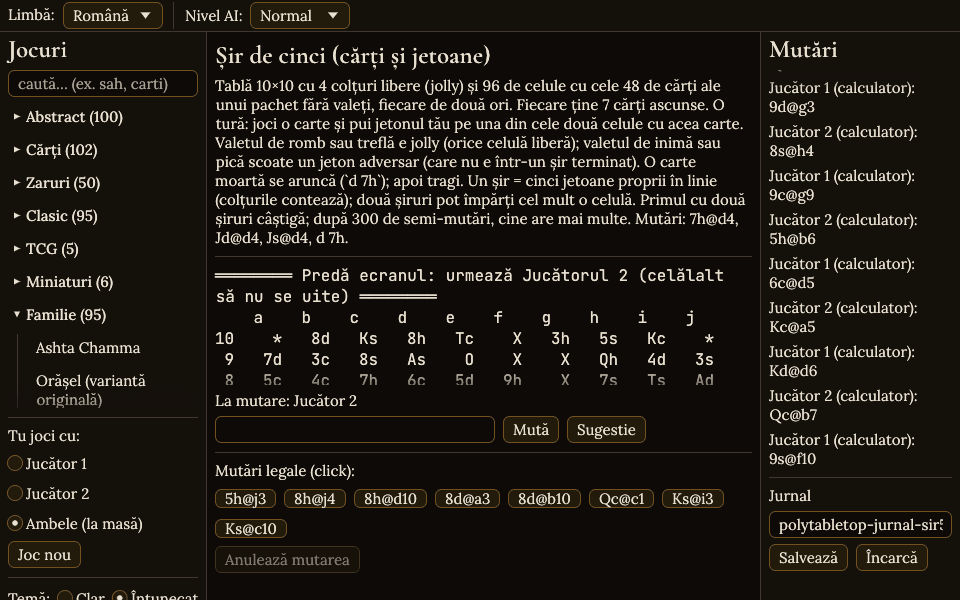 Limbă: Română ▼ Nivel AI: Normal ▼
Jocuri
caută... (ex. sah, carti)
▸ Abstract (100)
▸ Cărți (102)
▸ Zaruri (50)
▸ Clasic (95)
▸ TCG (5)
▸ Miniaturi (6)
▾ Familie (95)
Ashta Chamma
Orășel (variantă
originală)
Tu joci cu:
Jucător 1
Jucător 2
Ambele (la masă)
Joc nou
Temă: Clar Întunecat
Șir de cinci (cărți și jetoane)
Tablă 10×10 cu 4 colțuri libere (jolly) și 96 de celule cu cele 48 de cărți ale
unui pachet fără valeți, fiecare de două ori. Fiecare ține 7 cărți ascunse. O
tură: joci o carte și pui jetonul tău pe una din cele două celule cu acea carte.
Valetul de romb sau treflă e jolly (orice celulă liberă); valetul de inimă sau
pică scoate un jeton adversar (care nu e într-un șir terminat). O carte
moartă se aruncă (`d 7h`); apoi tragi. Un șir = cinci jetoane proprii în linie
(colțurile contează); două șiruri pot împărți cel mult o celulă. Primul cu două
șiruri câștigă; după 300 de semi-mutări, cine are mai multe. Mutări: 7h@d4,
Jd@d4, Js@d4, d 7h.
═════════ Predă ecranul: urmează Jucătorul 2 (celălalt
să nu se uite) ═════════
a b c d e f g h i j
10 * 8d Ks 8h Tc X 3h 5s Kc *
9 7d 3c 8s As O X X Qh 4d 3s
8 5c 4c 7h 6c 5d 9h X 7s Ts Ad
La mutare: Jucător 2
Mută Sugestie
Mutări legale (click):
5h@j3 8h@j4 8h@d10 8d@a3 8d@b10 Qc@c1 Ks@i3
Ks@c10
Anulează mutarea
Mutări
Jucător 1 (calculator):
9d@g3
Jucător 2 (calculator):
8s@h4
Jucător 1 (calculator):
9c@g9
Jucător 2 (calculator):
5h@b6
Jucător 1 (calculator):
6c@d5
Jucător 2 (calculator):
Kc@a5
Jucător 1 (calculator):
Kd@d6
Jucător 2 (calculator):
Qc@b7
Jucător 1 (calculator):
9s@f10
Jurnal
polytabletop-jurnal-sir5
Salvează Încarcă